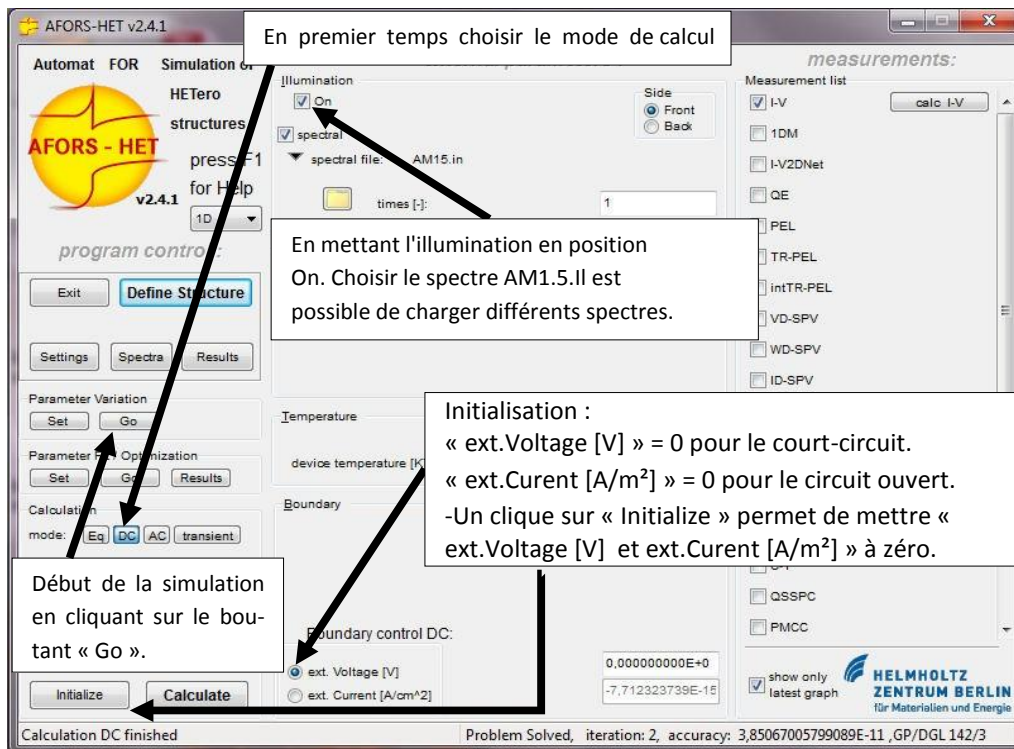 AFORS-HET v2.4.1
En premier temps choisir le mode de calcul
Automat FOR Simulation of
HETero
structures
AFORS - HET
v2.4.1
press F1
for Help
1D
program control:
Exit
Define Structure
Settings
Spectra
Results
Parameter Variation
Set
Go
Parameter Fit / Optimization
Set
Go
Results
Calculation
mode:
Eq
DC
AC
transient
Début de la simulation
en cliquant sur le bou-
tant « Go ».
Initialize
Calculate
Illumination
On
Side
Front
Back
spectral
spectral file: AM15.in
times [-]:
1
En mettant l'illumination en position
On. Choisir le spectre AM1.5.Il est
possible de charger différents spectres.
Temperature
device temperature [K]
Boundary
Initialisation :
« ext.Voltage [V] » = 0 pour le court-circuit.
« ext.Curent [A/m²] » = 0 pour le circuit ouvert.
-Un clique sur « Initialize » permet de mettre «
ext.Voltage [V] et ext.Curent [A/m²] » à zéro.
Boundary control DC:
ext. Voltage [V]
0,000000000E+0
ext. Current [A/cm^2]
-7,712323739E-15
measurements:
Measurement list
I-V
calc I-V
1DM
I-V2DNet
QE
PEL
TR-PEL
intTR-PEL
VD-SPV
WD-SPV
ID-SPV
QSSPC
PMCC
show only
latest graph
HELMHOLTZ
ZENTRUM BERLIN
für Materialien und Energie
Calculation DC finished
Problem Solved, iteration: 2, accuracy: 3,85067005799089E-11 ,GP/DGL 142/3